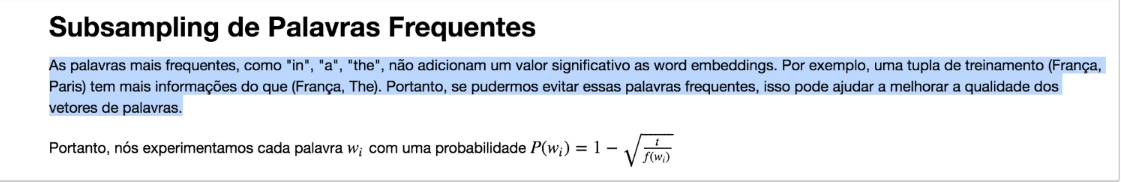 Subsampling de Palavras Frequentes
As palavras mais frequentes, como "in", "a", "the", não adicionam um valor significativo as word embeddings. Por exemplo, uma tupla de treinamento (França,
Paris) tem mais informações do que (França, The). Portanto, se pudermos evitar essas palavras frequentes, isso pode ajudar a melhorar a qualidade dos
vetores de palavras.
Portanto, nós experimentamos cada palavra wᵢ com uma probabilidade P(wᵢ) = 1 − √(t / f(wᵢ))